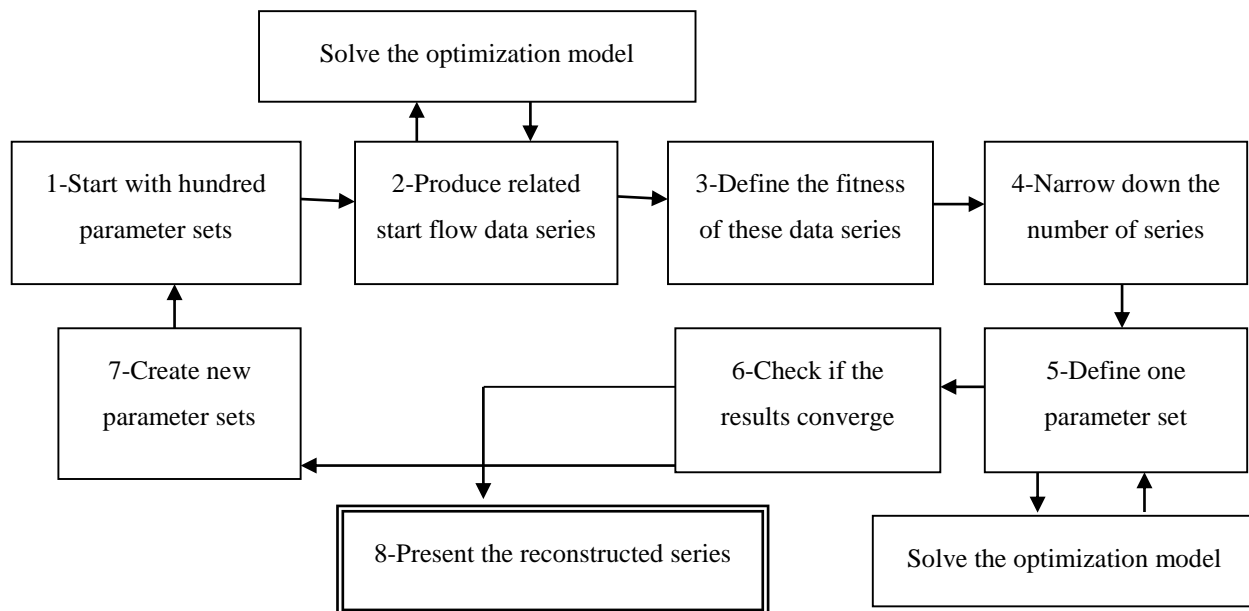 Solve the optimization model
1-Start with hundred
parameter sets
2-Produce related
start flow data series
3-Define the fitness
of these data series
4-Narrow down the
number of series
5-Define one
parameter set
6-Check if the
results converge
7-Create new
parameter sets
8-Present the reconstructed series
Solve the optimization model